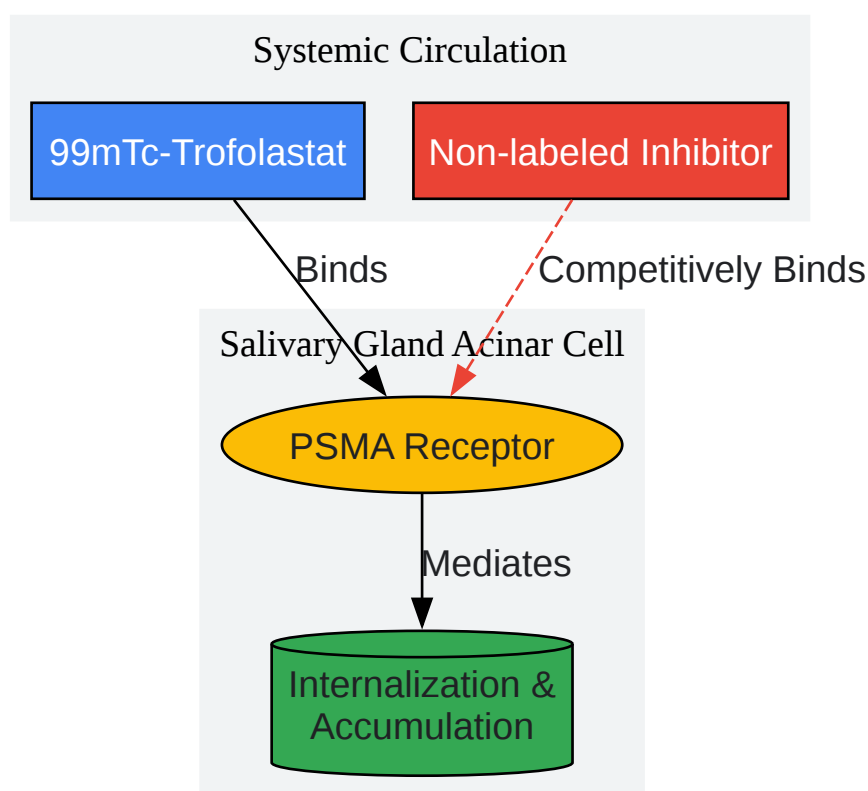 Systemic Circulation
99mTc-Trofolastat
Non-labeled Inhibitor
Binds
Competitively Binds
Salivary Gland Acinar Cell
PSMA Receptor
Mediates
Internalization &
Accumulation